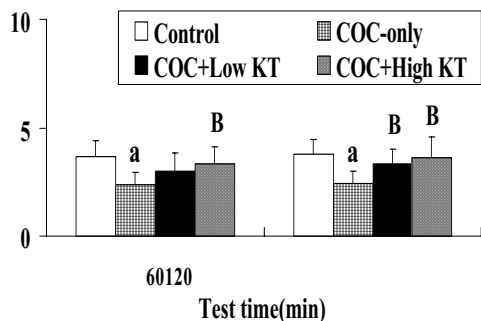 10
Control COC-only
COC+Low KT COC+High KT
5
B B B
a a
0
60120
Test time(min)